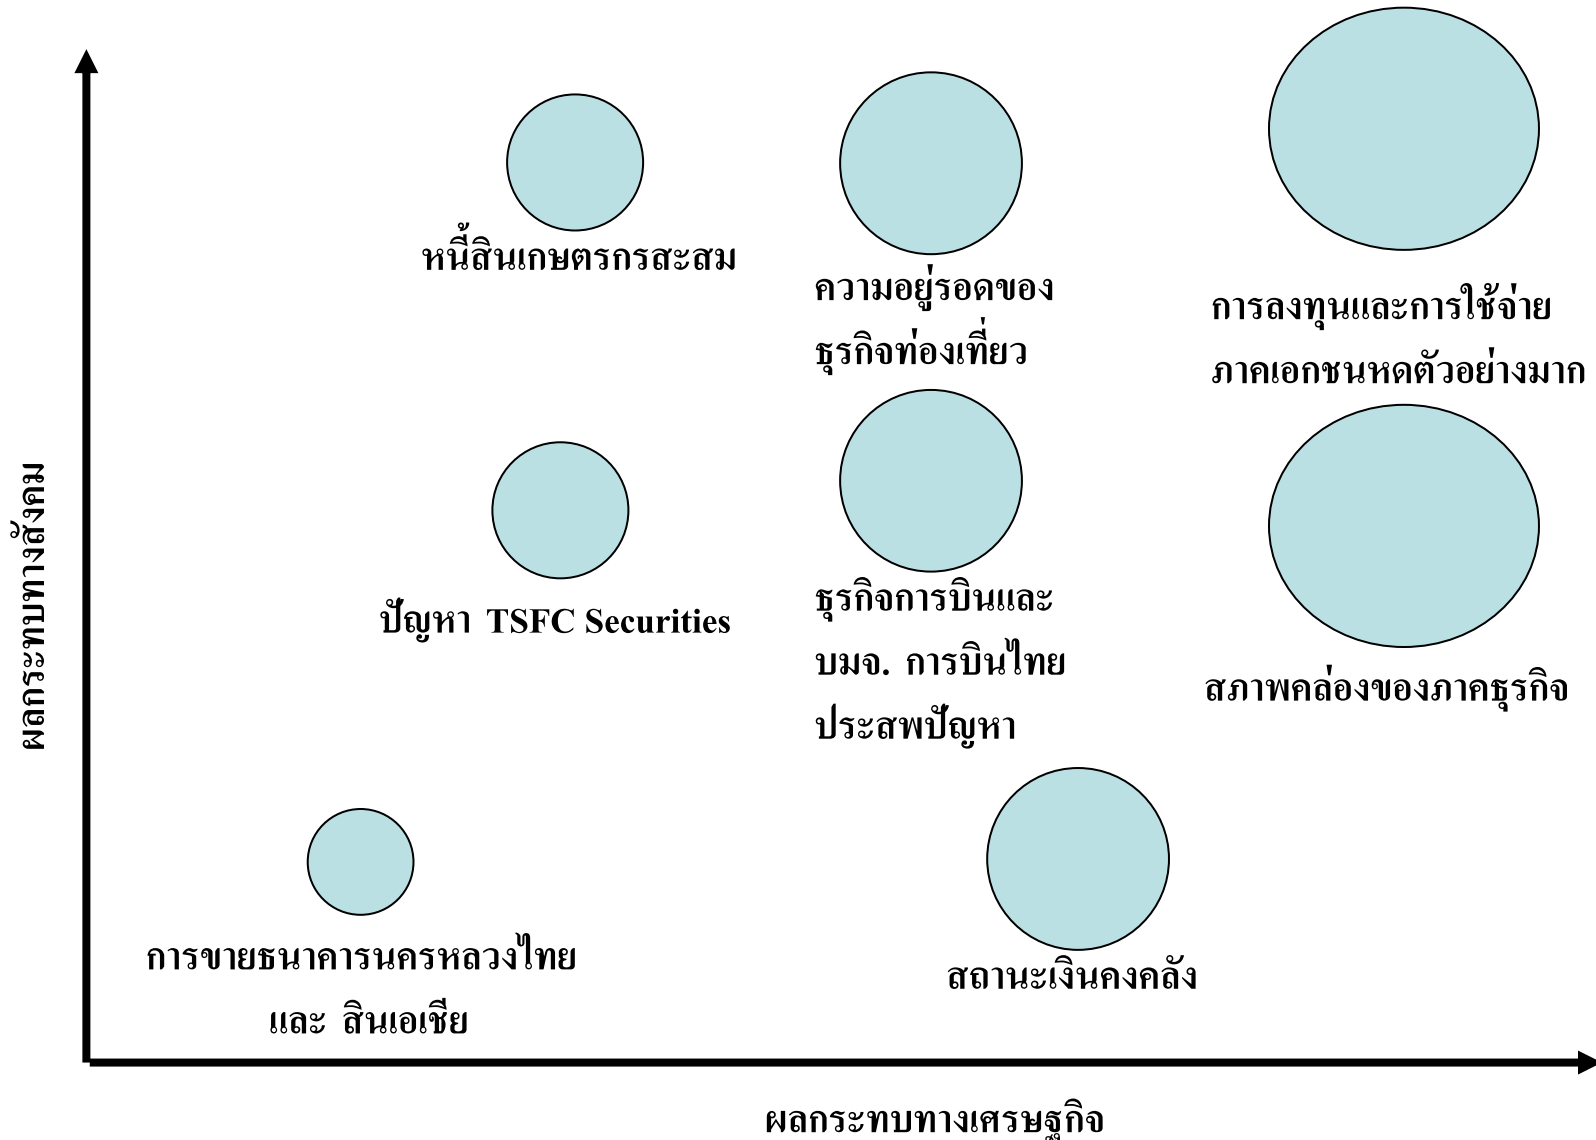 หนี้สินเกษตรกรสะสม
ความอยู่รอดของ
ธุรกิจท่องเที่ยว
การลงทุนและการใช้จ่าย
ภาคเอกชนหดตัวอย่างมาก
ผลกระทบทางสังคม
ปัญหา TSFC Securities
ธุรกิจการบินและ
บมจ. การบินไทย
ประสพปัญหา
สภาพคล่องของภาคธุรกิจ
การขายธนาคารนครหลวงไทย
และ สินเอเชีย
สถานะเงินคงคลัง
ผลกระทบทางเศรษฐกิจ